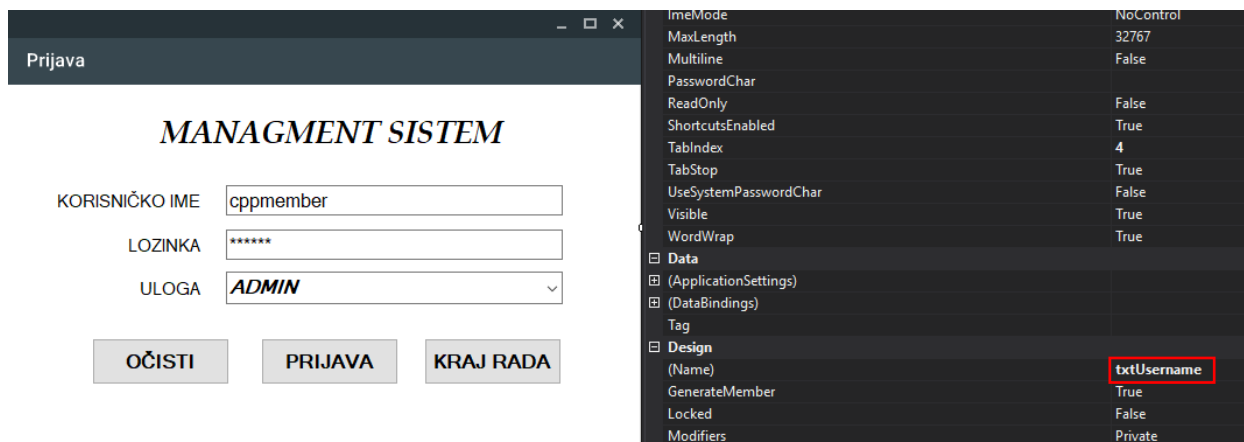 Prijava
MANAGMENT SISTEM
KORISNIČKO IME cppmember
LOZINKA ******
ULOGA ADMIN
OČISTI PRIJAVA KRAJ RADA
ImeMode NoControl
MaxLength 32767
Multiline False
PasswordChar
ReadOnly False
ShortcutsEnabled True
TabIndex 4
TabStop True
UseSystemPasswordChar False
Visible True
WordWrap True
Data
(ApplicationSettings)
(DataBindings)
Tag
Design
(Name) txtUsername
GenerateMember True
Locked False
Modifiers Private